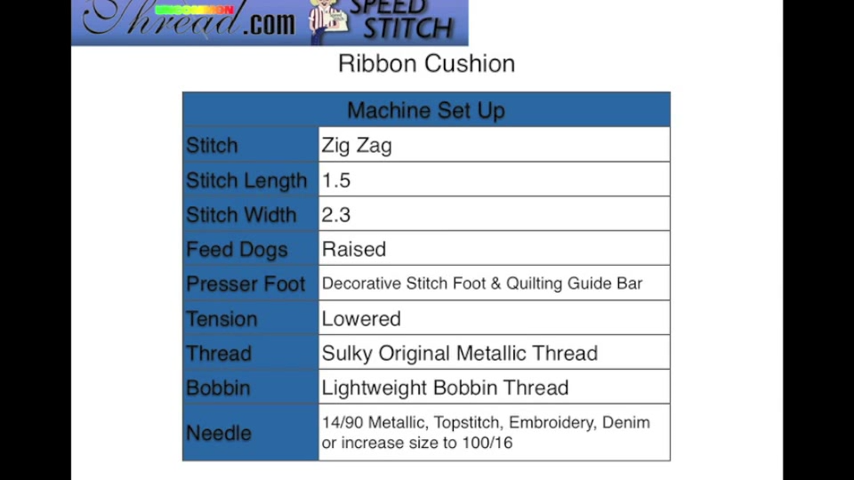 Thread.com
SPEED
STITCH
Ribbon Cushion
Machine Set Up
Stitch Zig Zag
Stitch Length 1.5
Stitch Width 2.3
Feed Dogs Raised
Presser Foot Decorative Stitch Foot & Quilting Guide Bar
Tension Lowered
Thread Sulky Original Metallic Thread
Bobbin Lightweight Bobbin Thread
Needle 14/90 Metallic, Topstitch, Embroidery, Denim
or increase size to 100/16